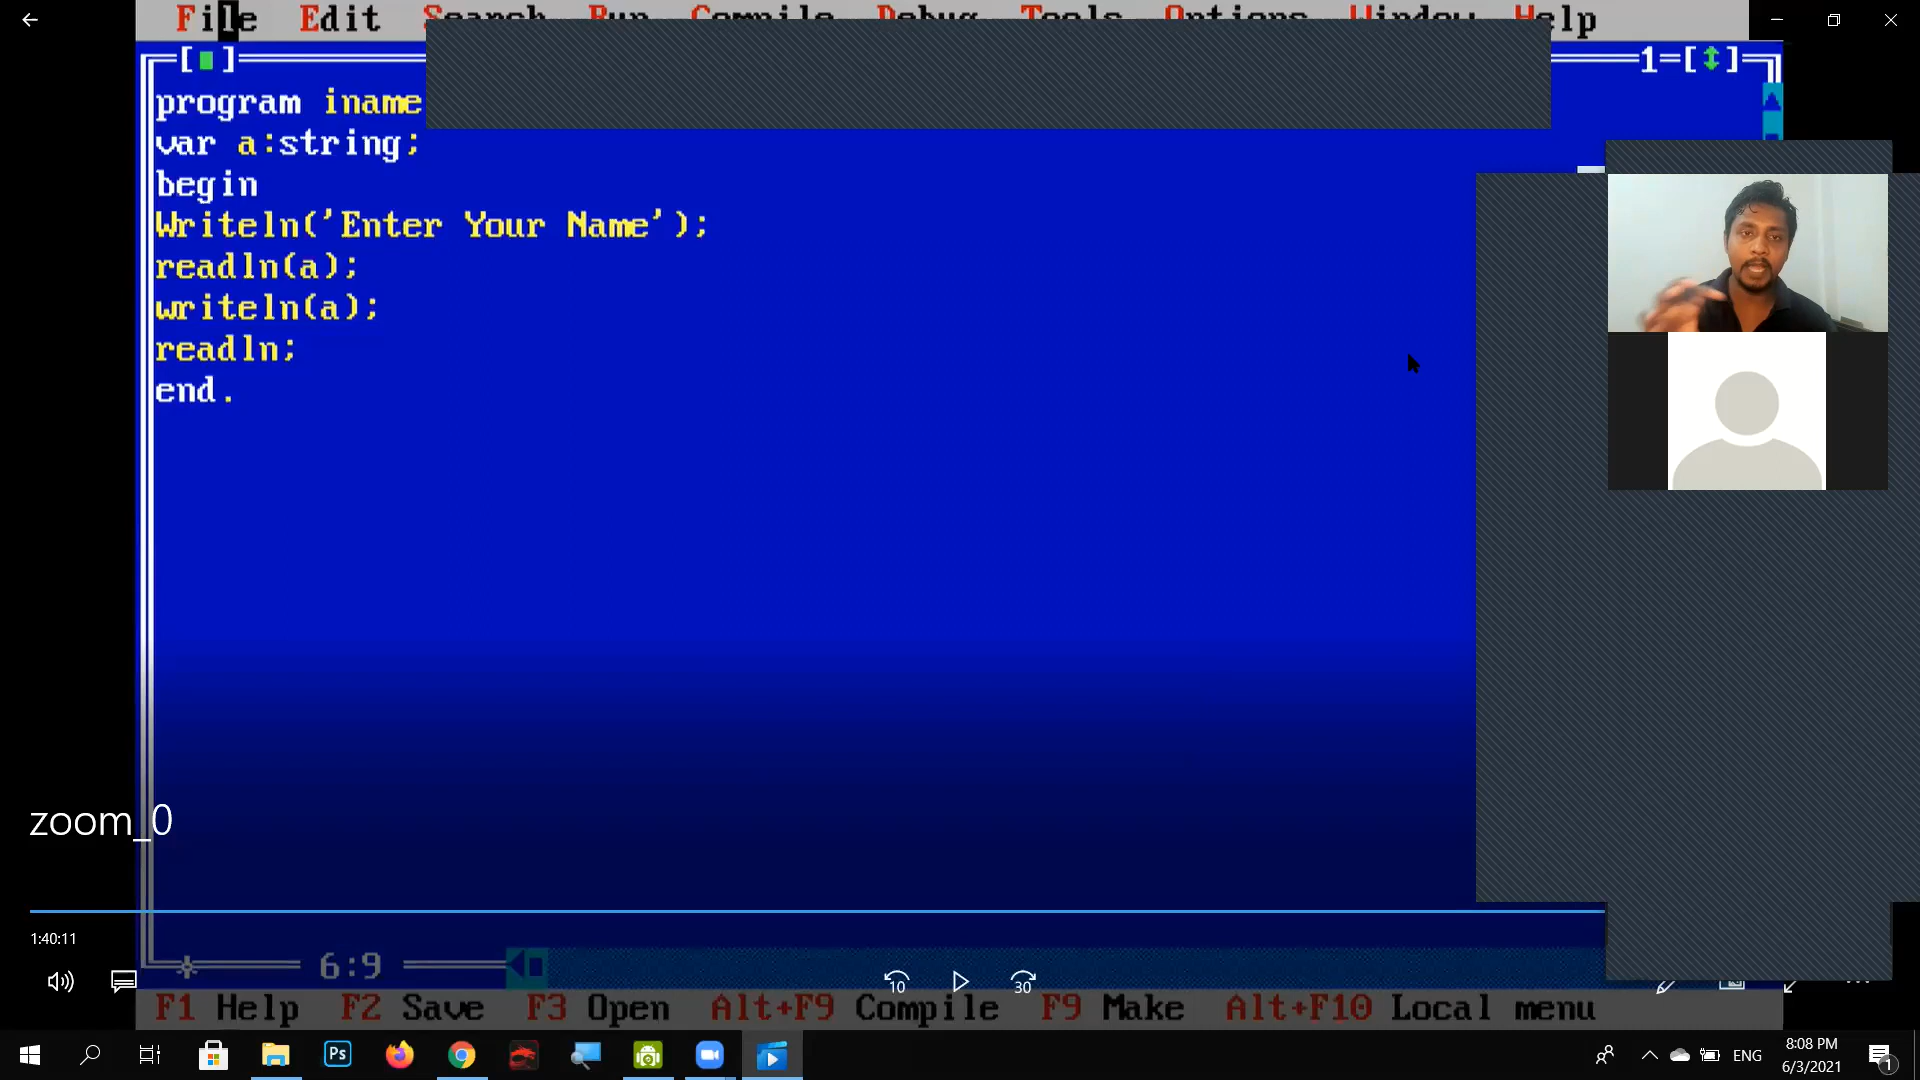 File Edit Search Run Compile Debug Tools Options Window Help
[ ] 1=[ ]
program iname
var a:string;
begin
Writeln('Enter Your Name');
readln(a);
writeln(a);
readln;
end.
zoom_0
1:40:11
6:9
10 30
F1 Help F2 Save F3 Open Alt+F9 Compile F9 Make Alt+F10 Local menu
Ps
ENG
8:08 PM
6/3/2021
1